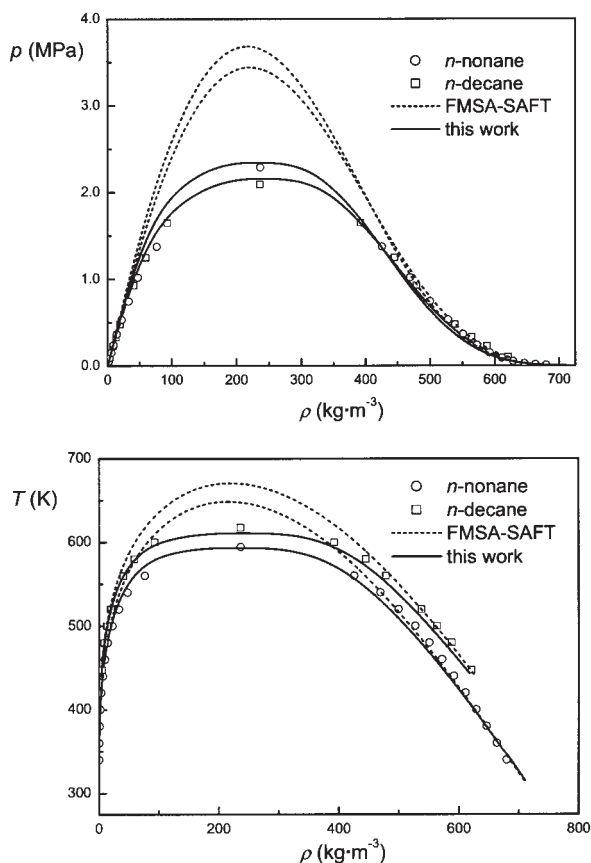 p (MPa)
4.0
3.0
2.0
1.0
0.0
n-nonane
n-decane
FMSA-SAFT
this work
0 100 200 300 400 500 600 700
ρ (kg·m⁻³)
T (K)
700
600
500
400
300
n-nonane
n-decane
FMSA-SAFT
this work
0 200 400 600 800
ρ (kg·m⁻³)